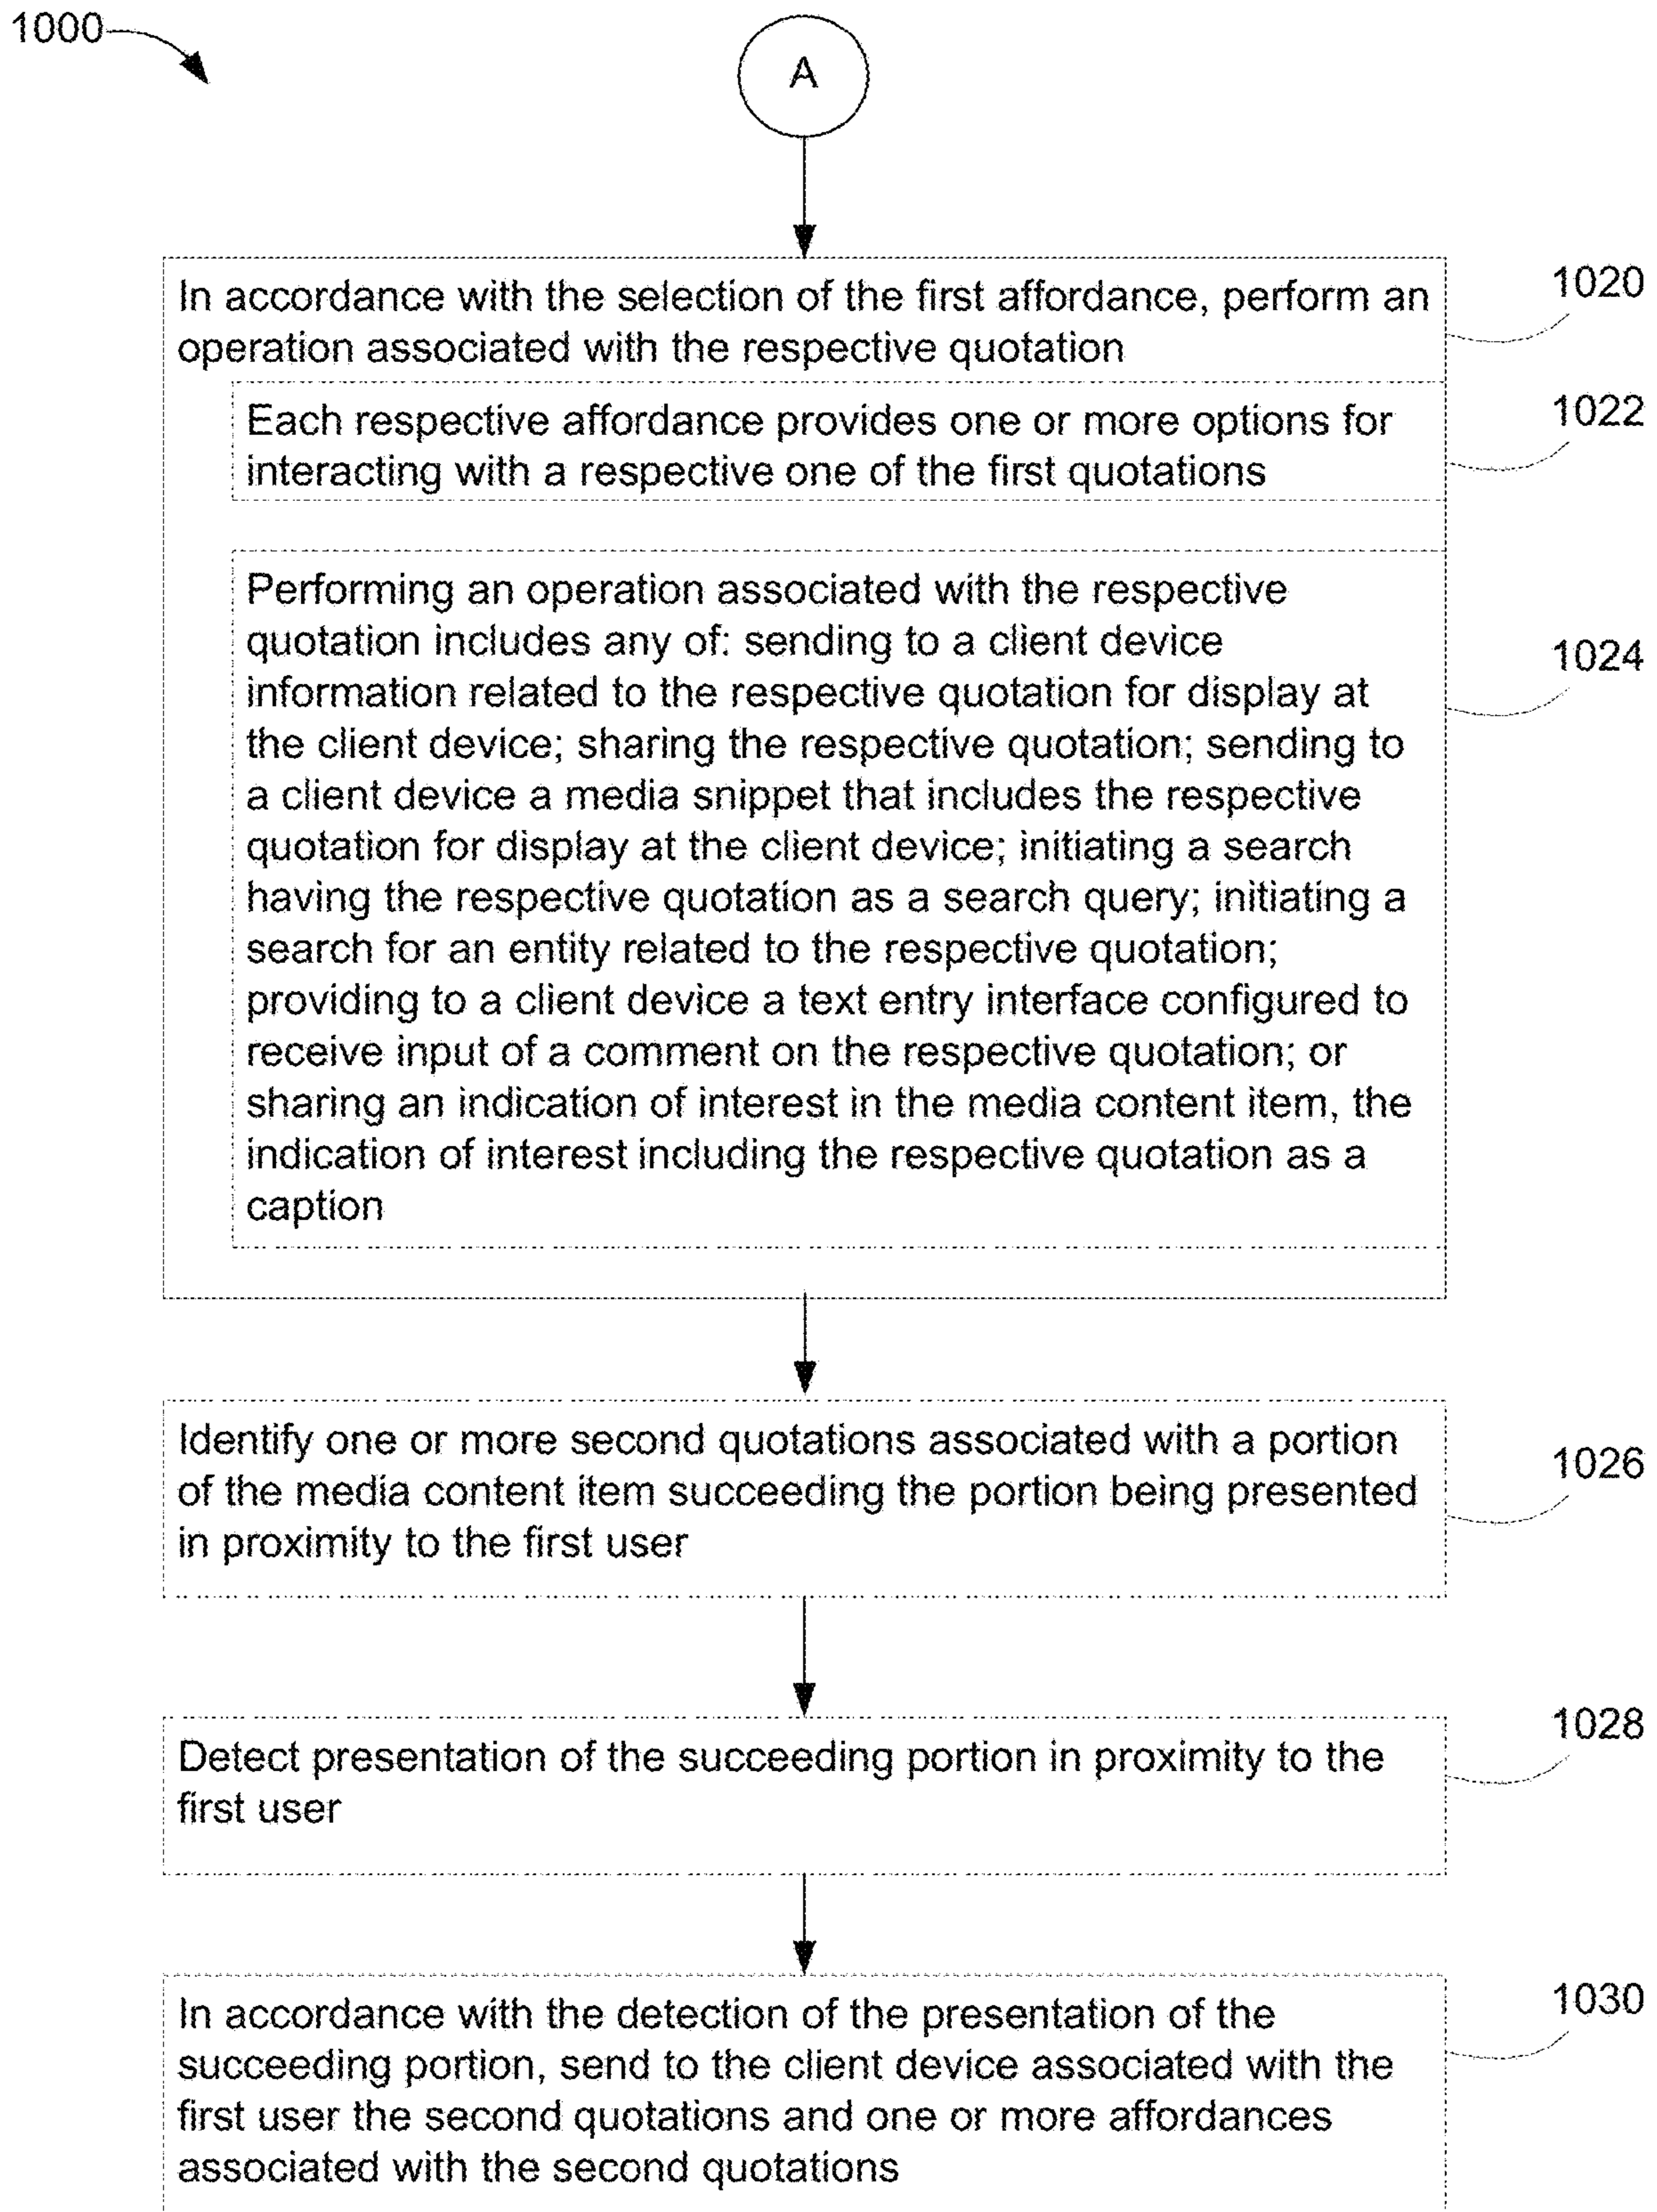 1000
A
In accordance with the selection of the first affordance, perform an
operation associated with the respective quotation
1020
Each respective affordance provides one or more options for
interacting with a respective one of the first quotations
1022
Performing an operation associated with the respective
quotation includes any of: sending to a client device
information related to the respective quotation for display at
the client device; sharing the respective quotation; sending to
a client device a media snippet that includes the respective
quotation for display at the client device; initiating a search
having the respective quotation as a search query; initiating a
search for an entity related to the respective quotation;
providing to a client device a text entry interface configured to
receive input of a comment on the respective quotation; or
sharing an indication of interest in the media content item, the
indication of interest including the respective quotation as a
caption
1024
Identify one or more second quotations associated with a portion
of the media content item succeeding the portion being presented
in proximity to the first user
1026
Detect presentation of the succeeding portion in proximity to the
first user
1028
In accordance with the detection of the presentation of the
succeeding portion, send to the client device associated with the
first user the second quotations and one or more affordances
associated with the second quotations
1030